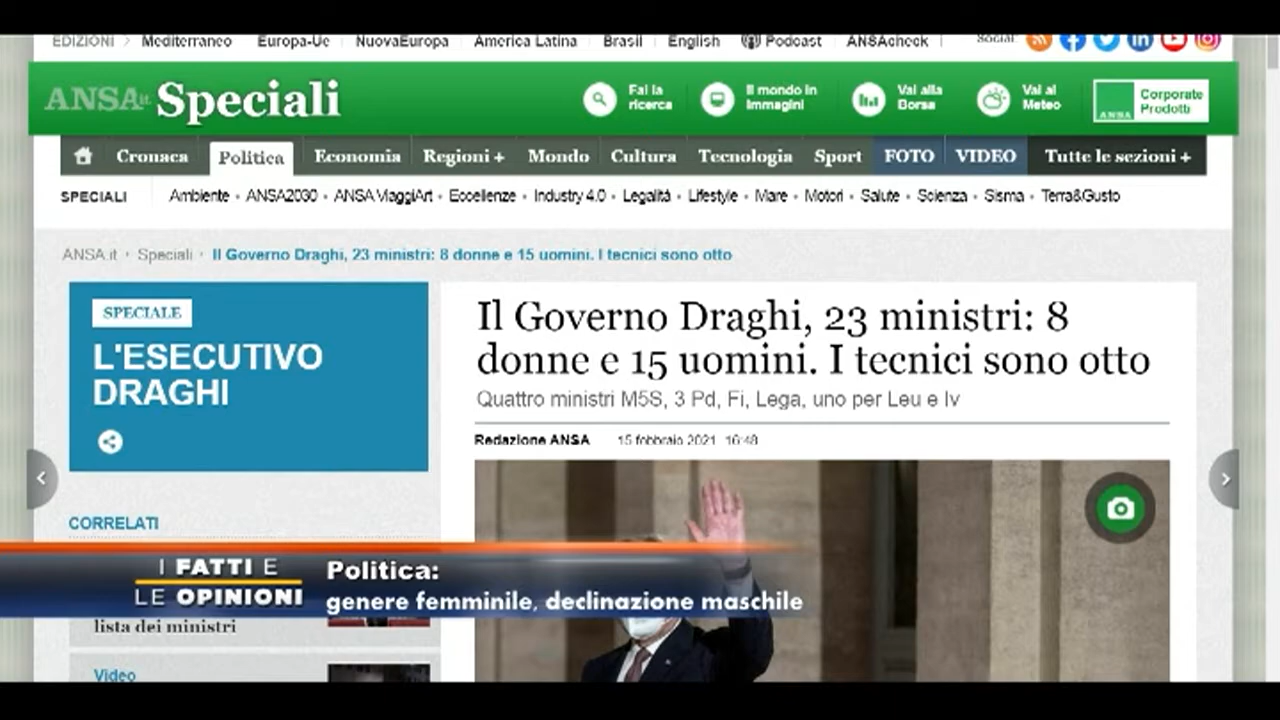 EDIZIONI > Mediterraneo Europa-Ue NuovaEuropa America Latina Brasil English Podcast ANSAcheck Social:
ANSA.it Speciali
Fai la ricerca
Il mondo in Immagini
Vai alla Borsa
Vai al Meteo
ANSA Corporate Prodotti
Cronaca Politica Economia Regioni + Mondo Cultura Tecnologia Sport FOTO VIDEO Tutte le sezioni +
SPECIALI Ambiente • ANSA2030 • ANSA ViaggiArt • Eccellenze • Industry 4.0 • Legalità • Lifestyle • Mare • Motori • Salute • Scienza • Sisma • Terra&Gusto
ANSA.it • Speciali • Il Governo Draghi, 23 ministri: 8 donne e 15 uomini. I tecnici sono otto
SPECIALE
L'ESECUTIVO
DRAGHI
Il Governo Draghi, 23 ministri: 8
donne e 15 uomini. I tecnici sono otto
Quattro ministri M5S, 3 Pd, Fi, Lega, uno per Leu e Iv
Redazione ANSA 15 febbraio 2021 16:48
CORRELATI
I FATTI E
LE OPINIONI
Politica:
genere femminile, declinazione maschile
lista dei ministri
Video